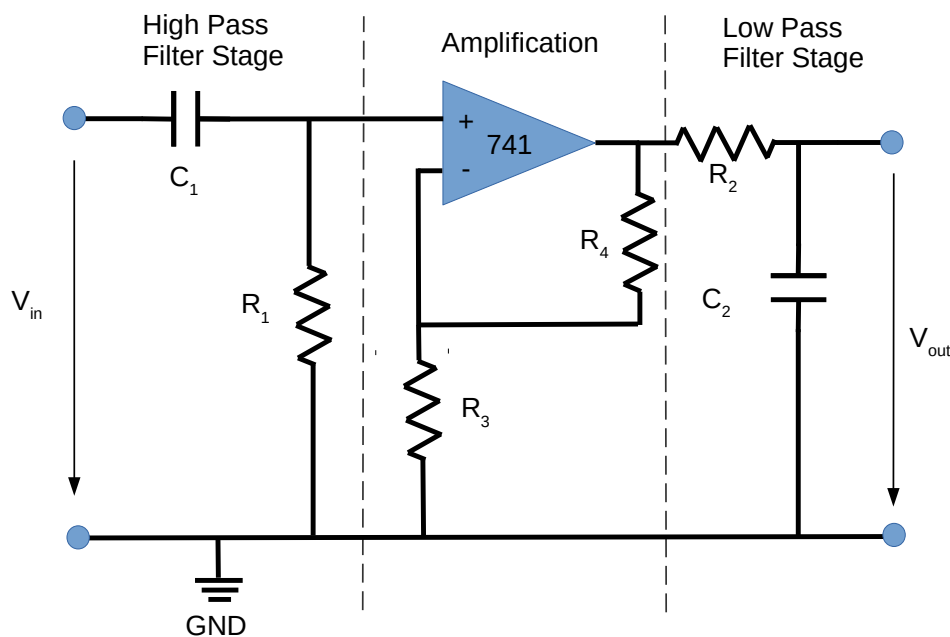 High Pass
Filter Stage
Amplification
Low Pass
Filter Stage
+
741
-
C1
R2
R4
Vin
R1
C2
Vout
R3
GND